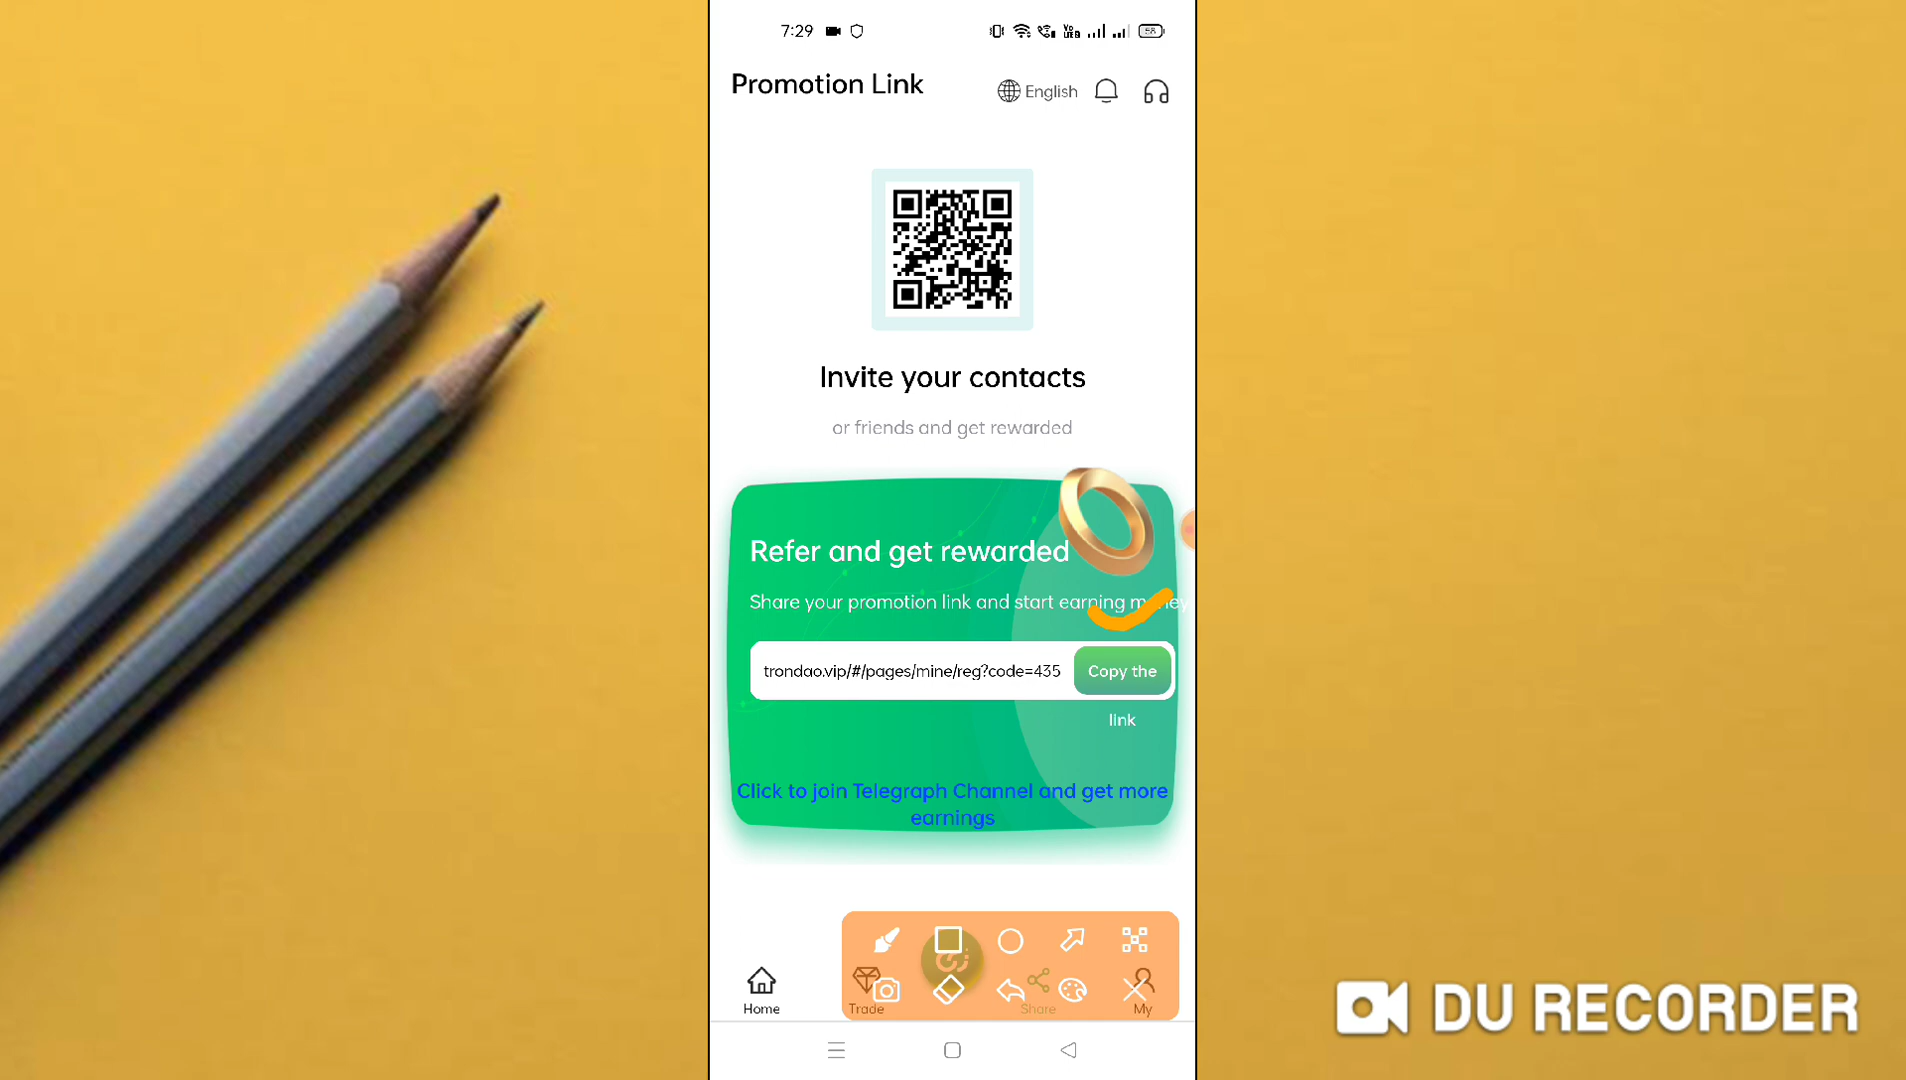 7:29
58
Promotion Link
English
Invite your contacts
or friends and get rewarded
Refer and get rewarded
Share your promotion link and start earning money
trondao.vip/#/pages/mine/reg?code=435
Copy the
link
Click to join Telegraph Channel and get more
earnings
Home
Trade
Share
My
DU RECORDER